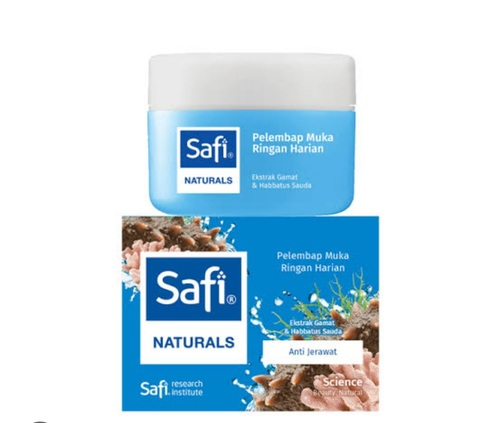 Safi®
NATURALS
Pelembap Muka
Ringan Harian
Ekstrak Gamat
& Habbatus Sauda
Safi®
NATURALS
Pelembap Muka
Ringan Harian
Ekstrak Gamat
& Habbatus Sauda
Anti Jerawat
Safi® research
institute
Science
Beauty. Natural